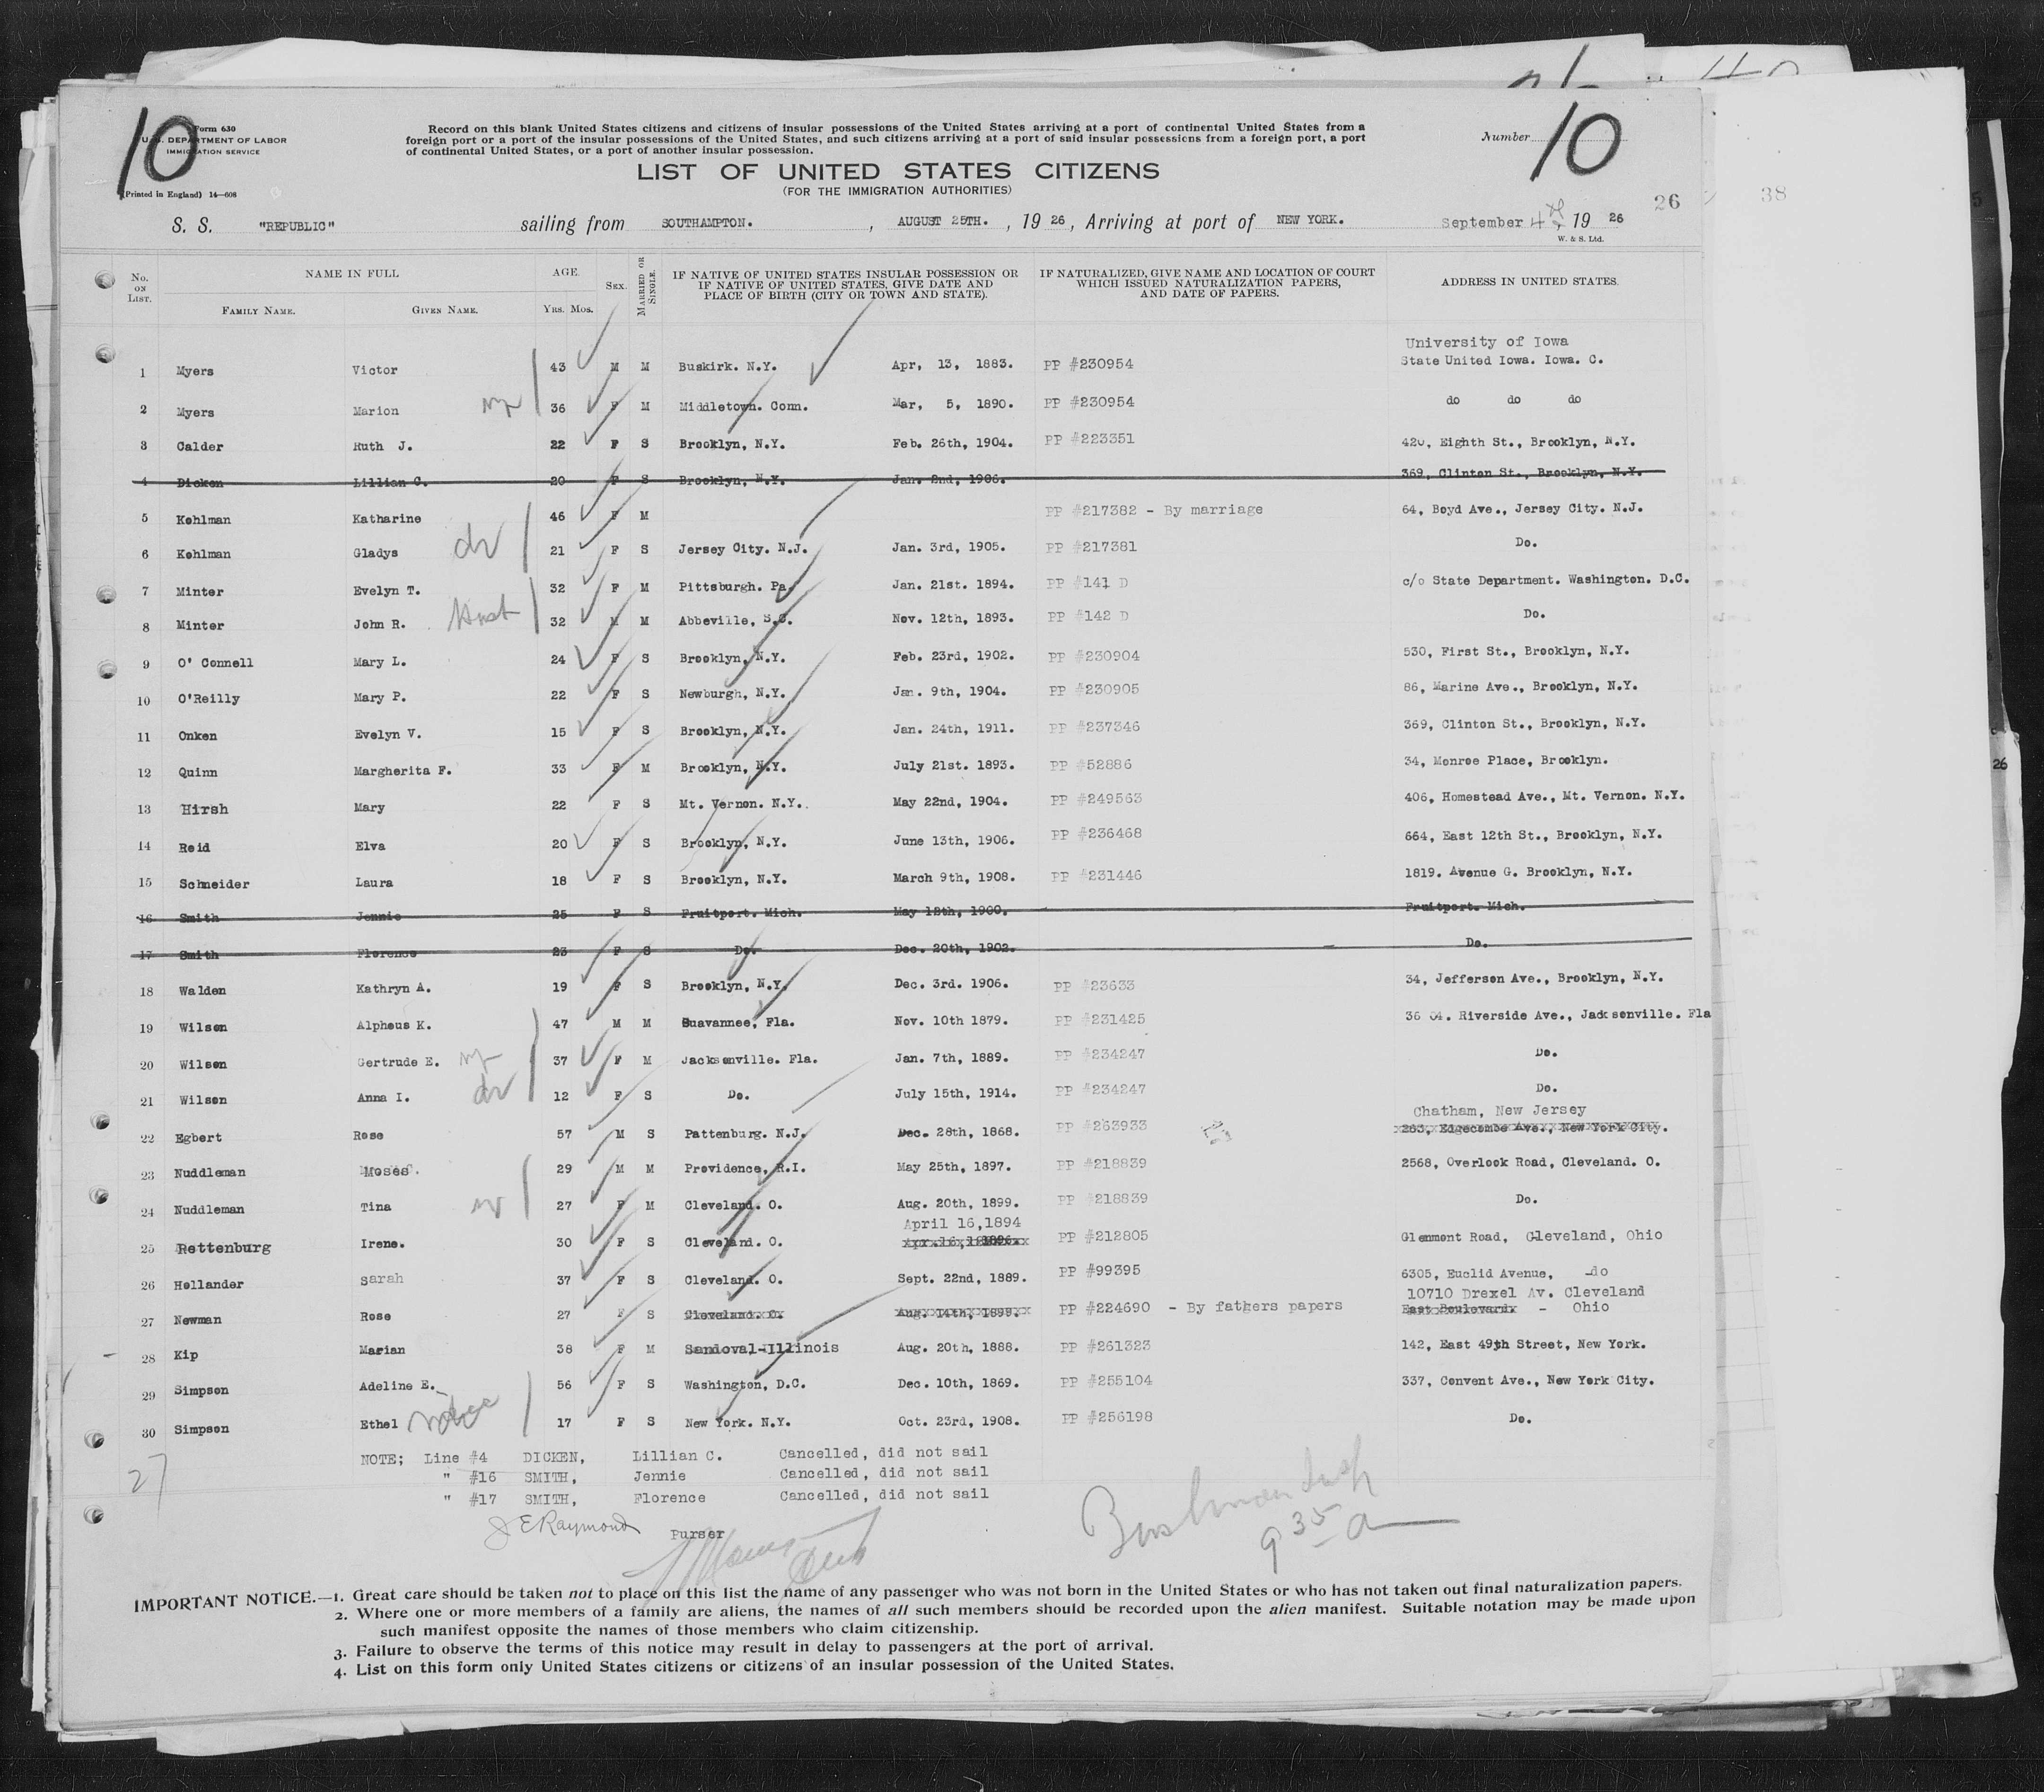 10
Form 630
U. S. DEPARTMENT OF LABOR
IMMIGRATION SERVICE
(Printed in England) 14—608
Record on this blank United States citizens and citizens of insular possessions of the United States arriving at a port of continental United States from a
foreign port or a port of the insular possessions of the United States, and such citizens arriving at a port of said insular possessions from a foreign port, a port
of continental United States, or a port of another insular possession.
Number 10
LIST OF UNITED STATES CITIZENS
(FOR THE IMMIGRATION AUTHORITIES)
26
38
S. S. "REPUBLIC" sailing from SOUTHAMPTON. , AUGUST 25TH. , 19 26 , Arriving at port of NEW YORK. September 4 19 26
W. & S. Ltd.
No. ON LIST. NAME IN FULL AGE. SEX. MARRIED OR SINGLE. IF NATIVE OF UNITED STATES INSULAR POSSESSION OR IF NATIVE OF UNITED STATES, GIVE DATE AND PLACE OF BIRTH (CITY OR TOWN AND STATE). IF NATURALIZED, GIVE NAME AND LOCATION OF COURT WHICH ISSUED NATURALIZATION PAPERS, AND DATE OF PAPERS. ADDRESS IN UNITED STATES.
FAMILY NAME. GIVEN NAME. YRS. MOS.
University of Iowa
1 Myers Victor 43 M M Buskirk. N.Y. Apr, 13, 1883. PP #230954 State United Iowa. Iowa. C.
2 Myers Marion 36 F M Middletown. Conn. Mar, 5, 1890. PP #230954 do do do
3 Calder Ruth J. 22 F S Brooklyn, N.Y. Feb. 26th, 1904. PP #223351 420, Eighth St., Brooklyn, N.Y.
4 Dicken Lillian C. 20 F S Brooklyn, N.Y. Jan. 2nd, 1906. 369, Clinton St., Brooklyn, N.Y.
5 Kohlman Katharine 46 F M PP #217382 - By marriage 64, Boyd Ave., Jersey City. N.J.
6 Kohlman Gladys dr 21 F S Jersey City. N.J. Jan. 3rd, 1905. PP #217381 Do.
7 Minter Evelyn T. 32 F M Pittsburgh. Pa. Jan. 21st. 1894. PP #141 D c/o State Department. Washington. D.C.
8 Minter John R. Hust 32 M M Abbeville, S.C. Nov. 12th, 1893. PP #142 D Do.
9 O' Connell Mary L. 24 F S Brooklyn, N.Y. Feb. 23rd, 1902. PP #230904 530, First St., Brooklyn, N.Y.
10 O'Reilly Mary P. 22 F S Newburgh, N.Y. Jan. 9th, 1904. PP #230905 86, Marine Ave., Brooklyn, N.Y.
11 Onken Evelyn V. 15 F S Brooklyn, N.Y. Jan. 24th, 1911. PP #237346 369, Clinton St., Brooklyn, N.Y.
12 Quinn Margherita F. 33 F M Brooklyn, N.Y. July 21st. 1893. PP #52886 34, Monroe Place, Brooklyn.
13 Hirsh Mary 22 F S Mt. Vernon. N.Y. May 22nd, 1904. PP #249563 406, Homestead Ave., Mt. Vernon. N.Y.
14 Reid Elva 20 F S Brooklyn, N.Y. June 13th, 1906. PP #236468 664, East 12th St., Brooklyn, N.Y.
15 Schneider Laura 18 F S Brooklyn, N.Y. March 9th, 1908. PP #231446 1819. Avenue G. Brooklyn, N.Y.
16 Smith Jennie 25 F S Fruitport. Mich. May 12th, 1900. Fruitport. Mich.
17 Smith Florence 23 F S Do. Dec. 20th, 1902. Do.
18 Walden Kathryn A. 19 F S Brooklyn, N.Y. Dec. 3rd. 1906. PP #23633 34, Jefferson Ave., Brooklyn, N.Y.
19 Wilson Alpheus K. 47 M M Suavannee, Fla. Nov. 10th 1879. PP #231425 36 04. Riverside Ave., Jacksonville. Fla
20 Wilson Gertrude E. 37 F M Jacksonville. Fla. Jan. 7th, 1889. PP #234247 Do.
21 Wilson Anna I. dr 12 F S Do. July 15th, 1914. PP #234247 Do.
Chatham, New Jersey
22 Egbert Rose 57 M S Pattenburg. N.J. Dec. 28th, 1868. PP #263933 283, Edgecombe Ave., New York City.
23 Nuddleman Moses. 29 M M Providence, R.I. May 25th, 1897. PP #218839 2568, Overlook Road, Cleveland. O.
24 Nuddleman Tina 27 F M Cleveland. O. Aug. 20th, 1899. PP #218839 Do.
April 16,1894
25 Rettenburg Irene. 30 F S Cleveland. O. PP #212805 Glenmont Road, Cleveland, Ohio
26 Hollander Sarah 37 F S Cleveland. O. Sept. 22nd, 1889. PP #99395 6305, Euclid Avenue, -do
10710 Drexel Av. Cleveland
27 Newman Rose 27 F S Cleveland. O. Aug. 14th, 1899. PP #224690 - By fathers papers East Boulevard - Ohio
28 Kip Marian 38 F M Sandoval-Illinois Aug. 20th, 1888. PP #261323 142, East 49th Street, New York.
29 Simpson Adeline E. 56 F S Washington, D.C. Dec. 10th, 1869. PP #255104 337, Convent Ave., New York City.
30 Simpson Ethel 17 F S New York. N.Y. Oct. 23rd, 1908. PP #256198 Do.
27
NOTE; Line #4 DICKEN, Lillian C. Cancelled, did not sail
" #16 SMITH, Jennie Cancelled, did not sail
" #17 SMITH, Florence Cancelled, did not sail
J E Raymond Purser
9 35 a
IMPORTANT NOTICE.—1. Great care should be taken not to place on this list the name of any passenger who was not born in the United States or who has not taken out final naturalization papers.
2. Where one or more members of a family are aliens, the names of all such members should be recorded upon the alien manifest. Suitable notation may be made upon
such manifest opposite the names of those members who claim citizenship.
3. Failure to observe the terms of this notice may result in delay to passengers at the port of arrival.
4. List on this form only United States citizens or citizens of an insular possession of the United States.